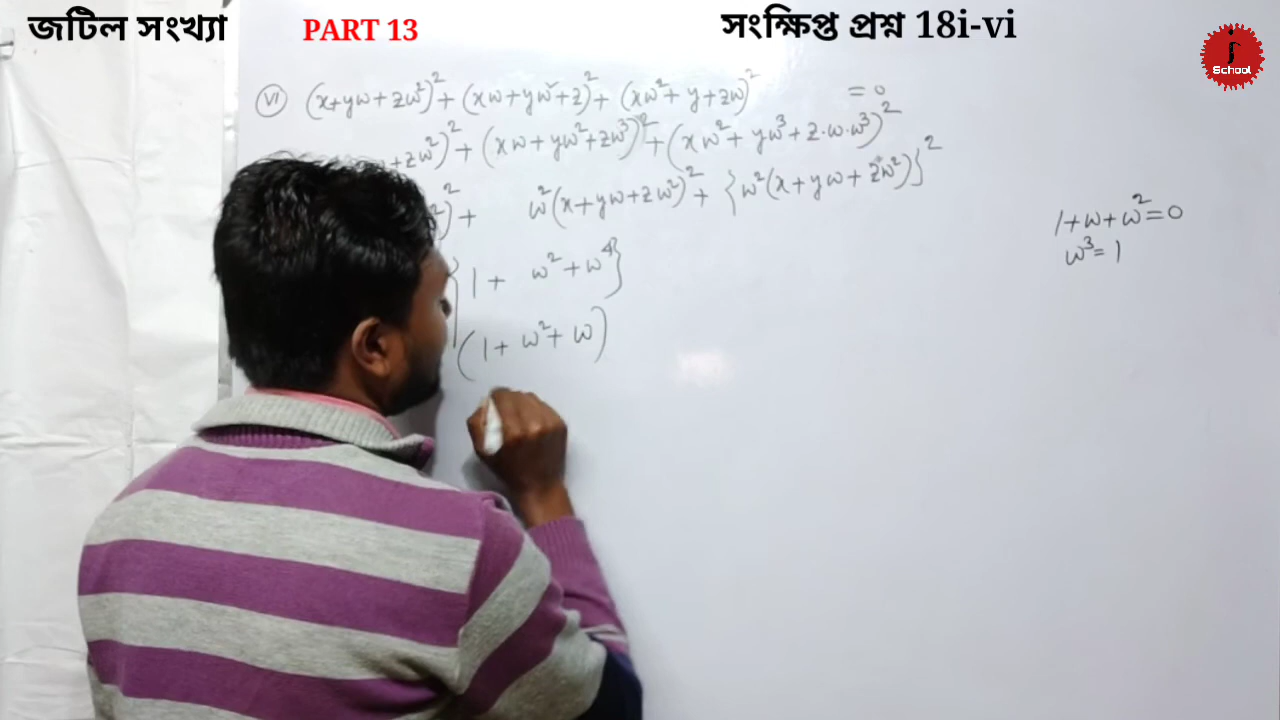 জটিল সংখ্যা PART 13 সংক্ষিপ্ত প্রশ্ন 18i-vi
School
(VI) (x+yω+zω²)² + (xω+yω²+z)² + (xω²+y+zω)² = 0
+zω²)² + (xω+yω²+zω³)² + (xω²+yω³+z·ω·ω³)²
)² + ω²(x+yω+zω²)² + {ω²(x+yω+zω²)}²
1+ω+ω²=0
ω³=1
{1+ ω²+ω⁴}
(1+ω²+ω)